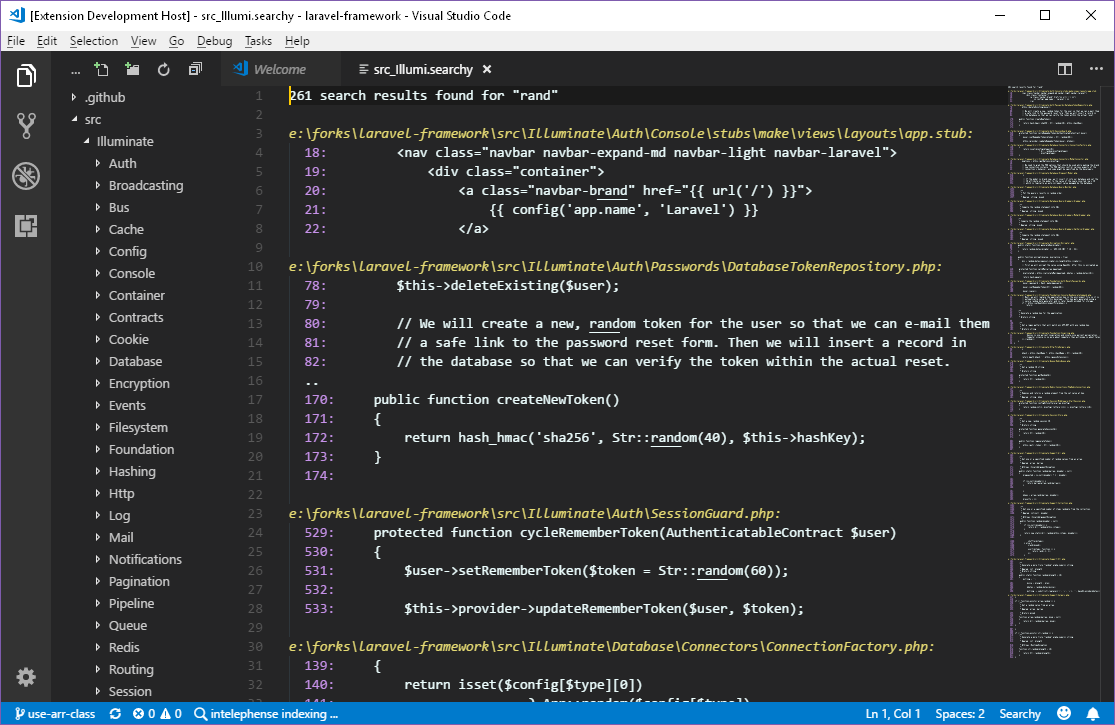 [Extension Development Host] - src_Illumi.searchy - laravel-framework - Visual Studio Code
File Edit Selection View Go Debug Tasks Help
... Welcome src_Illumi.searchy ...
.github
src
Illuminate
Auth
Broadcasting
Bus
Cache
Config
Console
Container
Contracts
Cookie
Database
Encryption
Events
Filesystem
Foundation
Hashing
Http
Log
Mail
Notifications
Pagination
Pipeline
Queue
Redis
Routing
Session
1 261 search results found for "rand"
2
3 e:\forks\laravel-framework\src\Illuminate\Auth\Console\stubs\make\views\layouts\app.stub:
4 18: <nav class="navbar navbar-expand-md navbar-light navbar-laravel">
5 19: <div class="container">
6 20: <a class="navbar-brand" href="{{ url('/') }}">
7 21: {{ config('app.name', 'Laravel') }}
8 22: </a>
9
10 e:\forks\laravel-framework\src\Illuminate\Auth\Passwords\DatabaseTokenRepository.php:
11 78: $this->deleteExisting($user);
12 79:
13 80: // We will create a new, random token for the user so that we can e-mail them
14 81: // a safe link to the password reset form. Then we will insert a record in
15 82: // the database so that we can verify the token within the actual reset.
16 ..
17 170: public function createNewToken()
18 171: {
19 172: return hash_hmac('sha256', Str::random(40), $this->hashKey);
20 173: }
21 174:
22
23 e:\forks\laravel-framework\src\Illuminate\Auth\SessionGuard.php:
24 529: protected function cycleRememberToken(AuthenticatableContract $user)
25 530: {
26 531: $user->setRememberToken($token = Str::random(60));
27 532:
28 533: $this->provider->updateRememberToken($user, $token);
29
30 e:\forks\laravel-framework\src\Illuminate\Database\Connectors\ConnectionFactory.php:
31 139: {
32 140: return isset($config[$type][0])
use-arr-class 0 0 intelephense indexing ... Ln 1, Col 1 Spaces: 2 Searchy